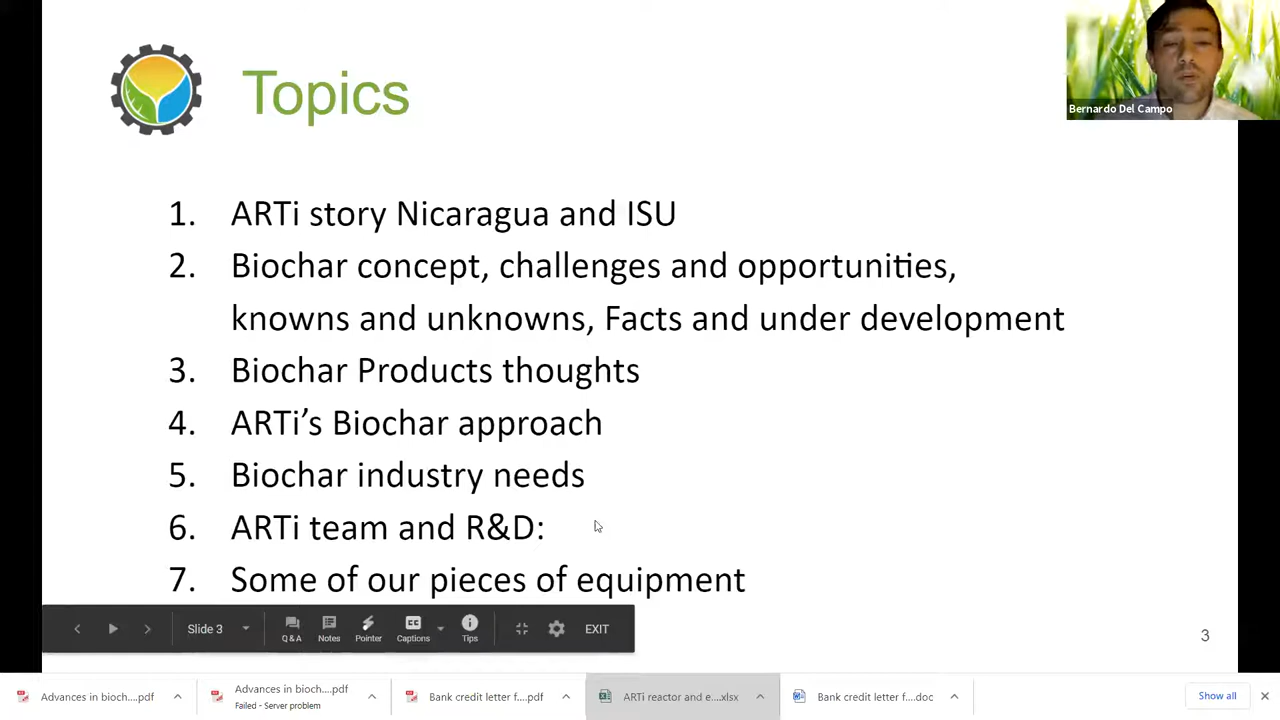 Topics
Bernardo Del Campo
1. ARTi story Nicaragua and ISU
2. Biochar concept, challenges and opportunities,
knowns and unknowns, Facts and under development
3. Biochar Products thoughts
4. ARTi’s Biochar approach
5. Biochar industry needs
6. ARTi team and R&D:
7. Some of our pieces of equipment
Slide 3
Q & A
Notes
Pointer
Captions
Tips
EXIT
3
Advances in bioch....pdf
Advances in bioch....pdf
Failed - Server problem
Bank credit letter f....pdf
ARTi reactor and e....xlsx
Bank credit letter f....doc
Show all